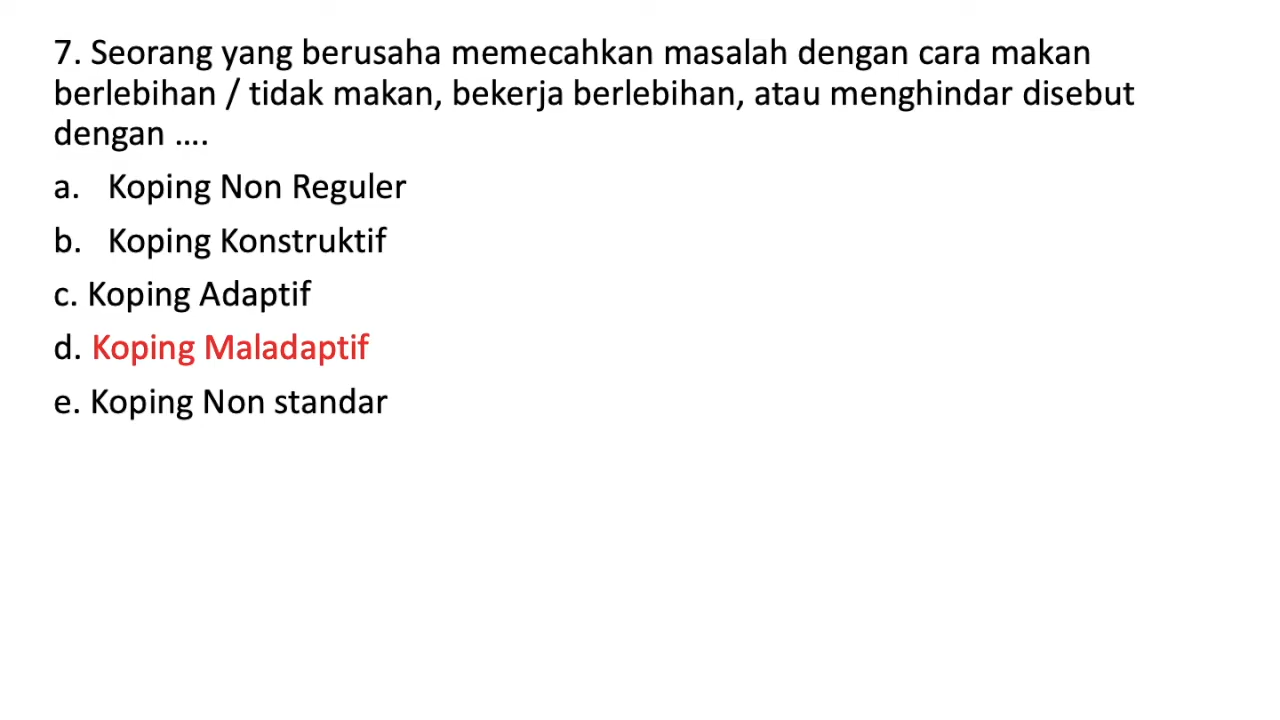 7. Seorang yang berusaha memecahkan masalah dengan cara makan
berlebihan / tidak makan, bekerja berlebihan, atau menghindar disebut
dengan ....
a. Koping Non Reguler
b. Koping Konstruktif
c. Koping Adaptif
d. Koping Maladaptif
e. Koping Non standar